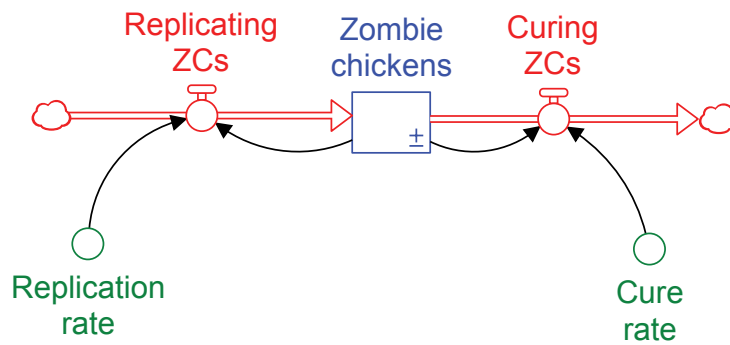 Replicating
ZCs
Zombie
chickens
Curing
ZCs
±
Replication
rate
Cure
rate